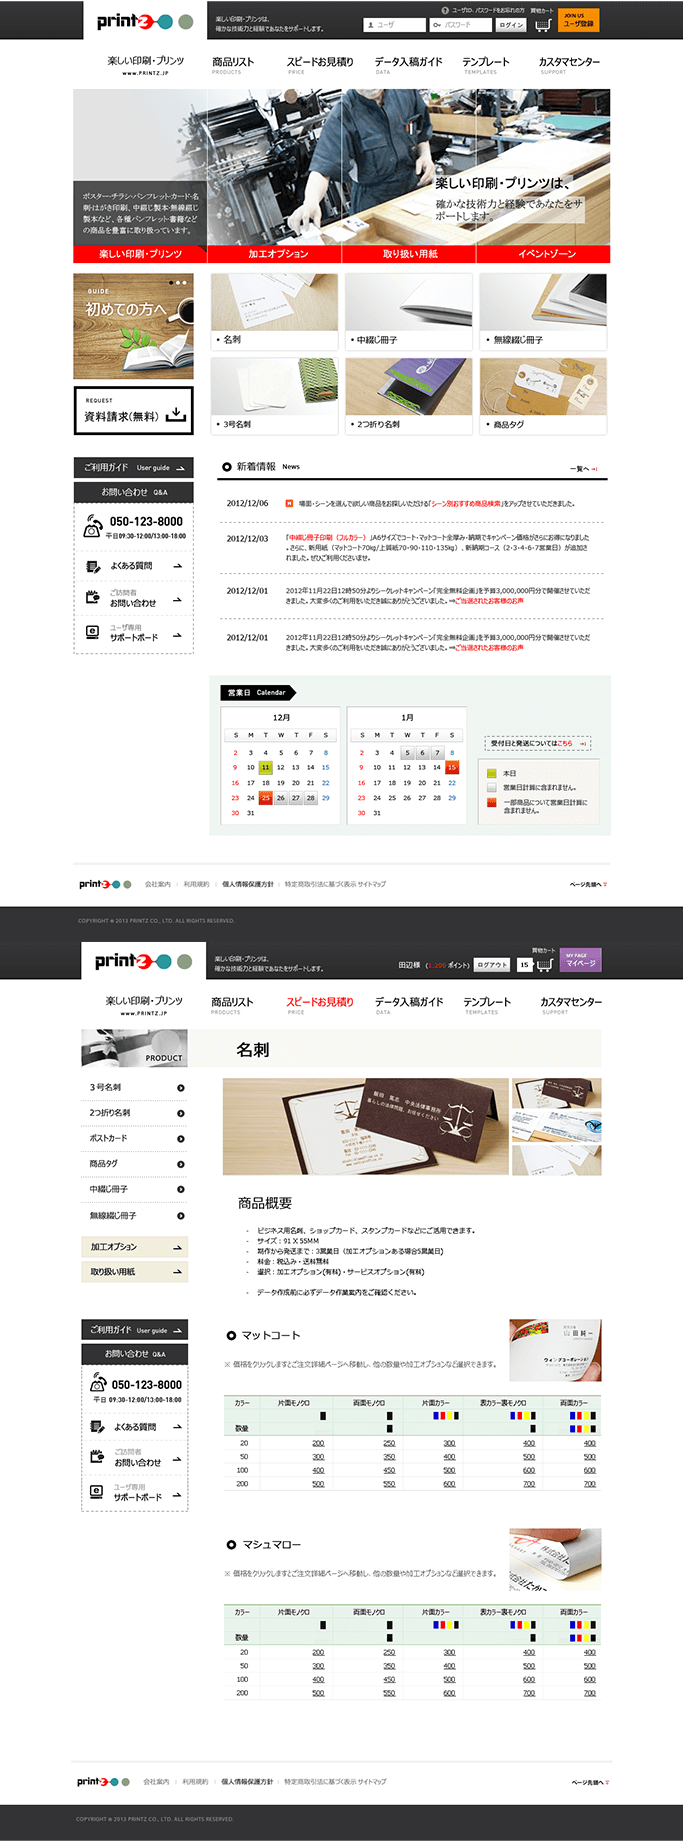 printz
楽しい印刷・プリンツは、
確かな技術力と経験であなたをサポートします。
ユーザID、パスワードをお忘れの方
買物カート
ユーザ
パスワード
ログイン
JOIN US
ユーザ登録
楽しい印刷・プリンツ
www.PRINTZ.JP
商品リスト
PRODUCTS
スピードお見積り
PRICE
データ入稿ガイド
DATA
テンプレート
TEMPLATES
カスタマセンター
SUPPORT
楽しい印刷・プリンツは、
確かな技術力と経験であなたをサ
ポートします。
ポスター・チラシ・パンフレット・カード・名
刺・はがき印刷、中綴じ製本・無線綴じ
製本など、各種パンフレット・書籍など
の商品を豊富に取り扱っています。
楽しい印刷・プリンツ
加工オプション
取り扱い用紙
イベントゾーン
GUIDE
初めての方へ
REQUEST
資料請求(無料)
・名刺
・中綴じ冊子
・無線綴じ冊子
・3号名刺
・2つ折り名刺
・商品タグ
ご利用ガイド User guide
お問い合わせ Q&A
050-123-8000
平日09:30-12:00/13:00-18:00
よくある質問
ご訪問者
お問い合わせ
ユーザ専用
サポートボード
新着情報 News
一覧へ
2012/12/06
場面・シーンを選んで欲しい商品をお探しいただける「シーン別おすすめ商品検索」をアップさせていただきました。
2012/12/03
「中綴じ冊子印刷（フルカラー）」A6サイズでコート・マットコート全厚み・納期でキャンペーン価格がさらにお得になりました
。さらに、新用紙（マットコート70kg/上質紙70・90・110・135kg）、新納期コース（2・3・4・6・7営業日）が追加さ
れました。ぜひご利用くださいませ。
2012/12/01
2012年11月22日12時50分よりシークレットキャンペーン「完全無料企画」を予算3,000,000円分で開催させていただ
きました。大変多くのご利用をいただき誠にありがとうございました。⇒ご当選されたお客様のお声
2012/12/01
2012年11月22日12時50分よりシークレットキャンペーン「完全無料企画」を予算3,000,000円分で開催させていただ
きました。大変多くのご利用をいただき誠にありがとうございました。⇒ご当選されたお客様のお声
営業日 Calendar
12月
S M T W T F S
2 3 4 5 6 7 8
9 10 11 12 13 14 15
16 17 18 19 20 21 22
23 24 25 26 27 28 29
30 31
1月
S M T W T F S
2 3 4 5 6 7 8
9 10 11 12 13 14 15
16 17 18 19 20 21 22
23 24 25 26 27 28 29
30 31
受付日と発送についてはこちら
本日
営業日計算に含まれません。
一部商品について営業日計算に
含まれません。
printz
会社案内 | 利用規約 | 個人情報保護方針 | 特定商取引法に基づく表示 サイトマップ
ページ先頭へ
COPYRIGHT © 2013 PRINTZ CO., LTD. ALL RIGHTS RESERVED.
printz
楽しい印刷・プリンツは、
確かな技術力と経験であなたをサポートします。
田辺様 (1,200 ポイント)
ログアウト
15
買物カート
MY PAGE
マイページ
楽しい印刷・プリンツ
www.PRINTZ.JP
商品リスト
PRODUCTS
スピードお見積り
PRICE
データ入稿ガイド
DATA
テンプレート
TEMPLATES
カスタマセンター
SUPPORT
PRODUCT
名刺
3号名刺
2つ折り名刺
ポストカード
商品タグ
中綴じ冊子
無線綴じ冊子
加工オプション
取り扱い用紙
商品概要
- ビジネス用名刺、ショップカード、スタンプカードなどにご活用できます。
- サイズ：91 X 55MM
- 制作から発送まで：3営業日（加工オプションある場合5営業日）
- 料金：税込み・送料無料
- 選択：加工オプション(有料)・サービスオプション(有料)
- データ作成前に必ずデータ作業案内をご確認ください。
ご利用ガイド User guide
お問い合わせ Q&A
050-123-8000
平日 09:30-12:00/13:00-18:00
よくある質問
ご訪問者
お問い合わせ
ユーザ専用
サポートボード
マットコート
※ 価格をクリックしますとご注文詳細ページへ移動し、他の数量や加工オプションなど選択できます。
カラー 片面モノクロ 両面モノクロ 片面カラー 表カラー裏モノクロ 両面カラー
数量
20 200 250 300 400 400
50 300 350 400 500 500
100 400 450 500 600 600
200 500 550 600 700 700
マシュマロー
※ 価格をクリックしますとご注文詳細ページへ移動し、他の数量や加工オプションなど選択できます。
カラー 片面モノクロ 両面モノクロ 片面カラー 表カラー裏モノクロ 両面カラー
数量
20 200 250 300 400 400
50 300 350 400 500 500
100 400 450 500 600 600
200 500 550 600 700 700
printz
会社案内 | 利用規約 | 個人情報保護方針 | 特定商取引法に基づく表示 サイトマップ
ページ先頭へ
COPYRIGHT © 2013 PRINTZ CO., LTD. ALL RIGHTS RESERVED.